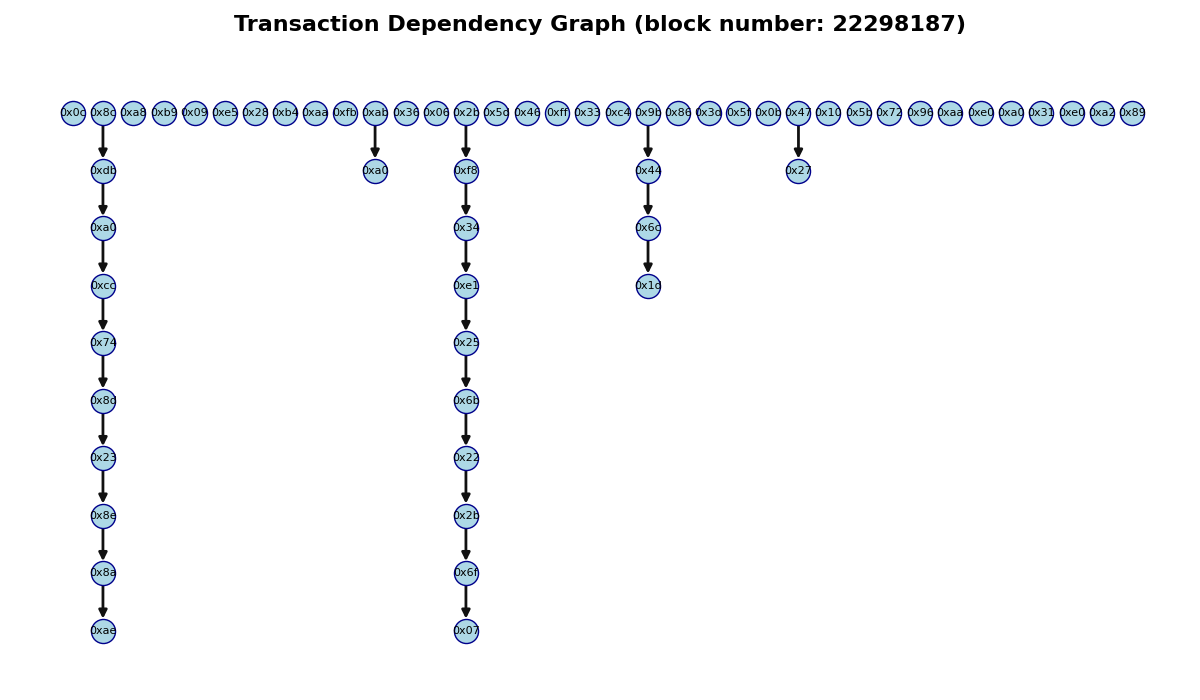 Transaction Dependency Graph (block number: 22298187)
0x0c 0x8c 0xa8 0xb9 0x09 0xe5 0x28 0xb4 0xaa 0xfb 0xab 0x36 0x06 0x2b 0x5d 0x46 0xff 0x33 0xc4 0x9b 0x86 0x3d 0x5f 0x0b 0x47 0x10 0x5b 0x72 0x96 0xaa 0xe0 0xa0 0x31 0xe0 0xa2 0x89
0xdb 0xa0 0xf8 0x44 0x27
0xa0 0x34 0x6c
0xcc 0xe1 0x1d
0x74 0x25
0x8d 0x6b
0x23 0x22
0x8e 0x2b
0x8a 0x6f
0xae 0x07